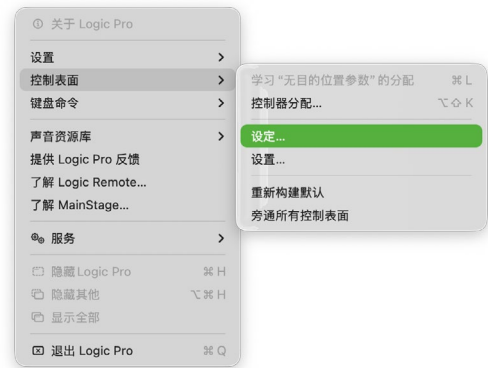 关于 Logic Pro
设置
控制表面
键盘命令
声音资源库
提供 Logic Pro 反馈
了解 Logic Remote...
了解 MainStage...
服务
隐藏 Logic Pro ⌘ H
隐藏其他 ⌥ ⌘ H
显示全部
退出 Logic Pro ⌘ Q
学习“无目的位置参数”的分配 ⌘ L
控制器分配... ⌥ ⇧ K
设定...
设置...
重新构建默认
旁通所有控制表面